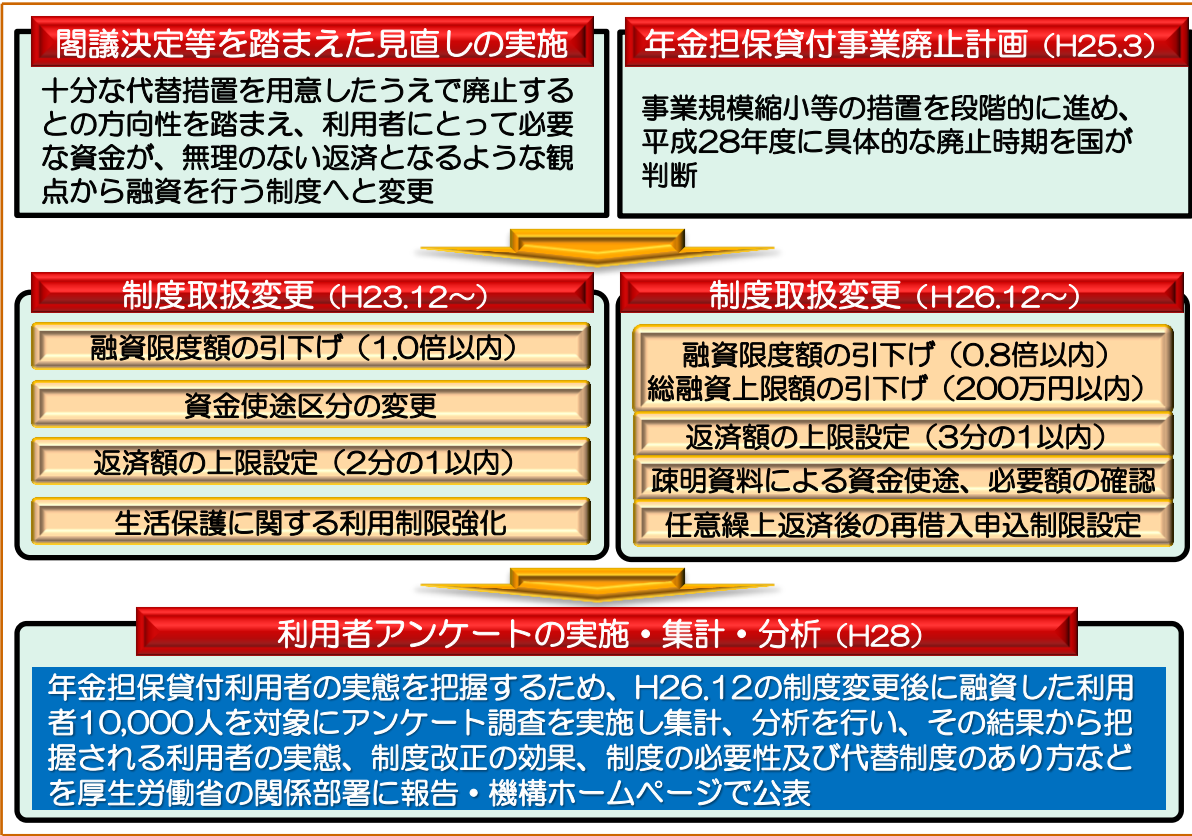 閣議決定等を踏まえた見直しの実施
十分な代替措置を用意したうえで廃止する
との方向性を踏まえ、利用者にとって必要
な資金が、無理のない返済となるような観
点から融資を行う制度へと変更
年金担保貸付事業廃止計画（H25.3）
事業規模縮小等の措置を段階的に進め、
平成28年度に具体的な廃止時期を国が
判断
制度取扱変更（H23.12～）
融資限度額の引下げ（1.0倍以内）
資金使途区分の変更
返済額の上限設定（2分の1以内）
生活保護に関する利用制限強化
制度取扱変更（H26.12～）
融資限度額の引下げ（0.8倍以内）
総融資上限額の引下げ（200万円以内）
返済額の上限設定（3分の1以内）
疎明資料による資金使途、必要額の確認
任意繰上返済後の再借入申込制限設定
利用者アンケートの実施・集計・分析（H28）
年金担保貸付利用者の実態を把握するため、H26.12の制度変更後に融資した利用
者10,000人を対象にアンケート調査を実施し集計、分析を行い、その結果から把
握される利用者の実態、制度改正の効果、制度の必要性及び代替制度のあり方など
を厚生労働省の関係部署に報告・機構ホームページで公表